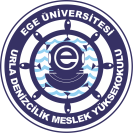 EGE ÜNİVERSİTESİ
URLA DENİZCİLİK MESLEK YÜKSEKOKULU
e